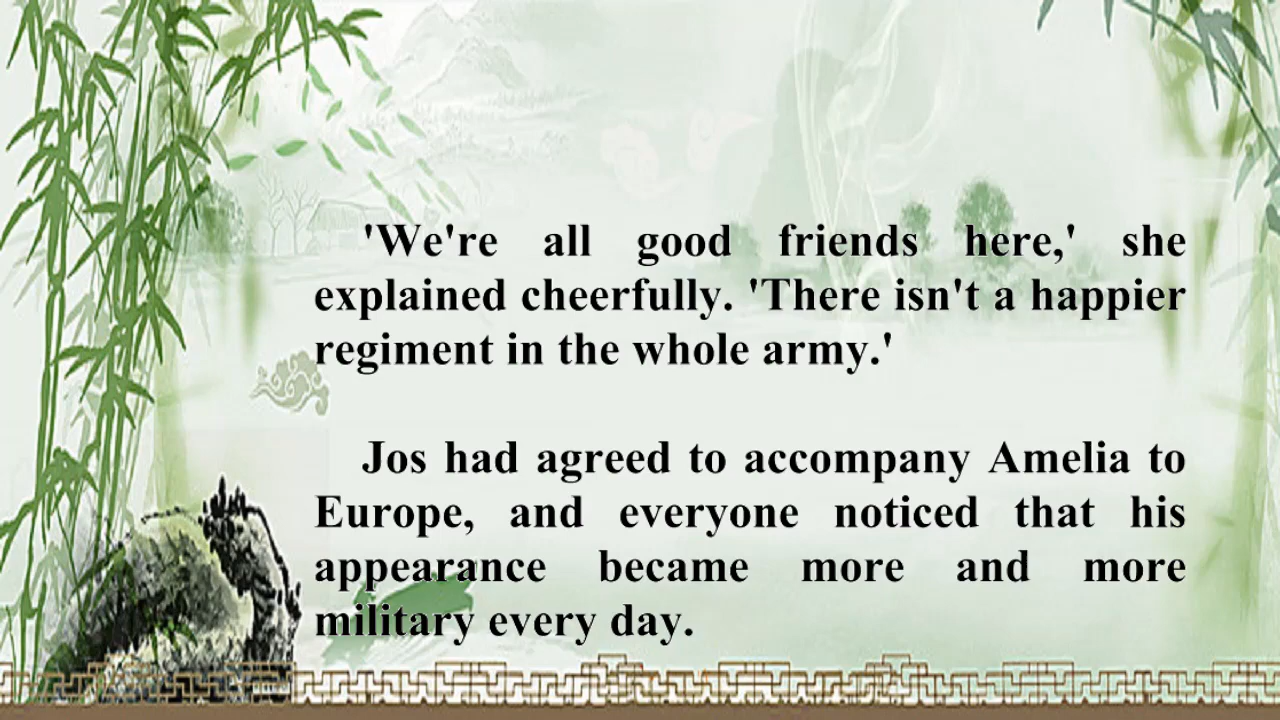 'We're all good friends here,' she
explained cheerfully. 'There isn't a happier
regiment in the whole army.'
Jos had agreed to accompany Amelia to
Europe, and everyone noticed that his
appearance became more and more
military every day.